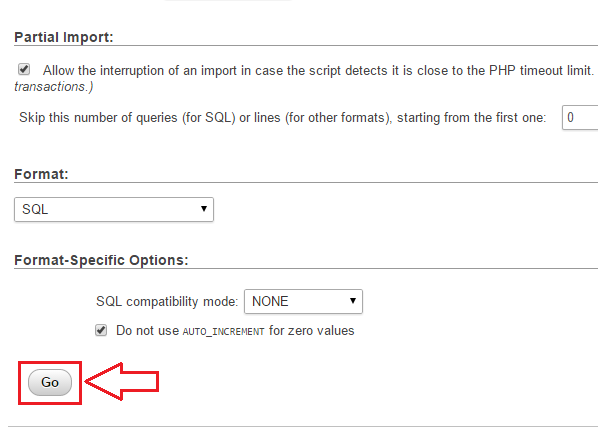 Partial Import:
Allow the interruption of an import in case the script detects it is close to the PHP timeout limit.
transactions.)
Skip this number of queries (for SQL) or lines (for other formats), starting from the first one: 0
Format:
SQL
Format-Specific Options:
SQL compatibility mode: NONE
Do not use AUTO_INCREMENT for zero values
Go